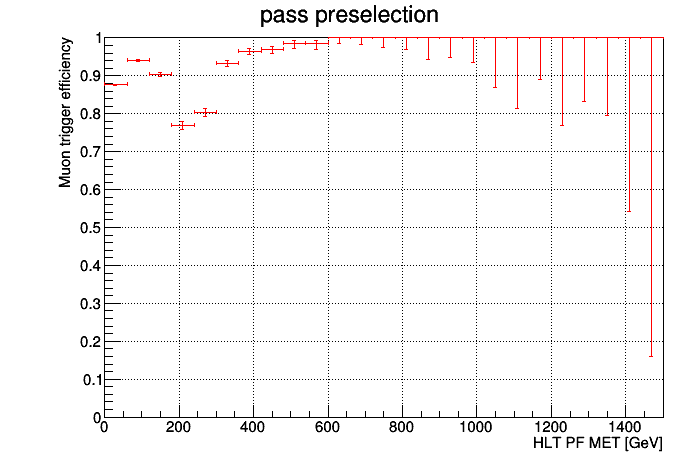 pass preselection
Muon trigger efficiency
1
0.9
0.8
0.7
0.6
0.5
0.4
0.3
0.2
0.1
0
0 200 400 600 800 1000 1200 1400
HLT PF MET [GeV]